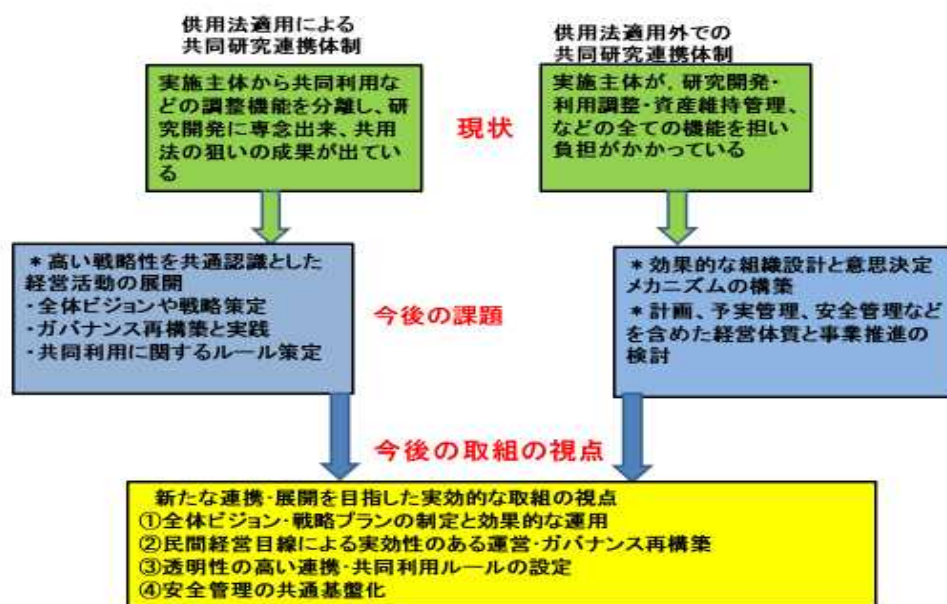 供用法適用による
共同研究連携体制
供用法適用外での
共同研究連携体制
実施主体から共同利用な
どの調整機能を分離し、研
究開発に専念出来、共用
法の狙いの成果が出てい
る
現状
実施主体が、研究開発・
利用調整・資産維持管理、
などの全ての機能を担い
負担がかかっている
＊高い戦略性を共通認識とした
経営活動の展開
・全体ビジョンや戦略策定
・ガバナンス再構築と実践
・共同利用に関するルール策定
今後の課題
＊効果的な組織設計と意思決定
メカニズムの構築
＊計画、予実管理、安全管理など
を含めた経営体質と事業推進の
検討
今後の取組の視点
新たな連携・展開を目指した実効的な取組の視点
①全体ビジョン・戦略プランの制定と効果的な運用
②民間経営目線による実効性のある運営・ガバナンス再構築
③透明性の高い連携・共同利用ルールの設定
④安全管理の共通基盤化